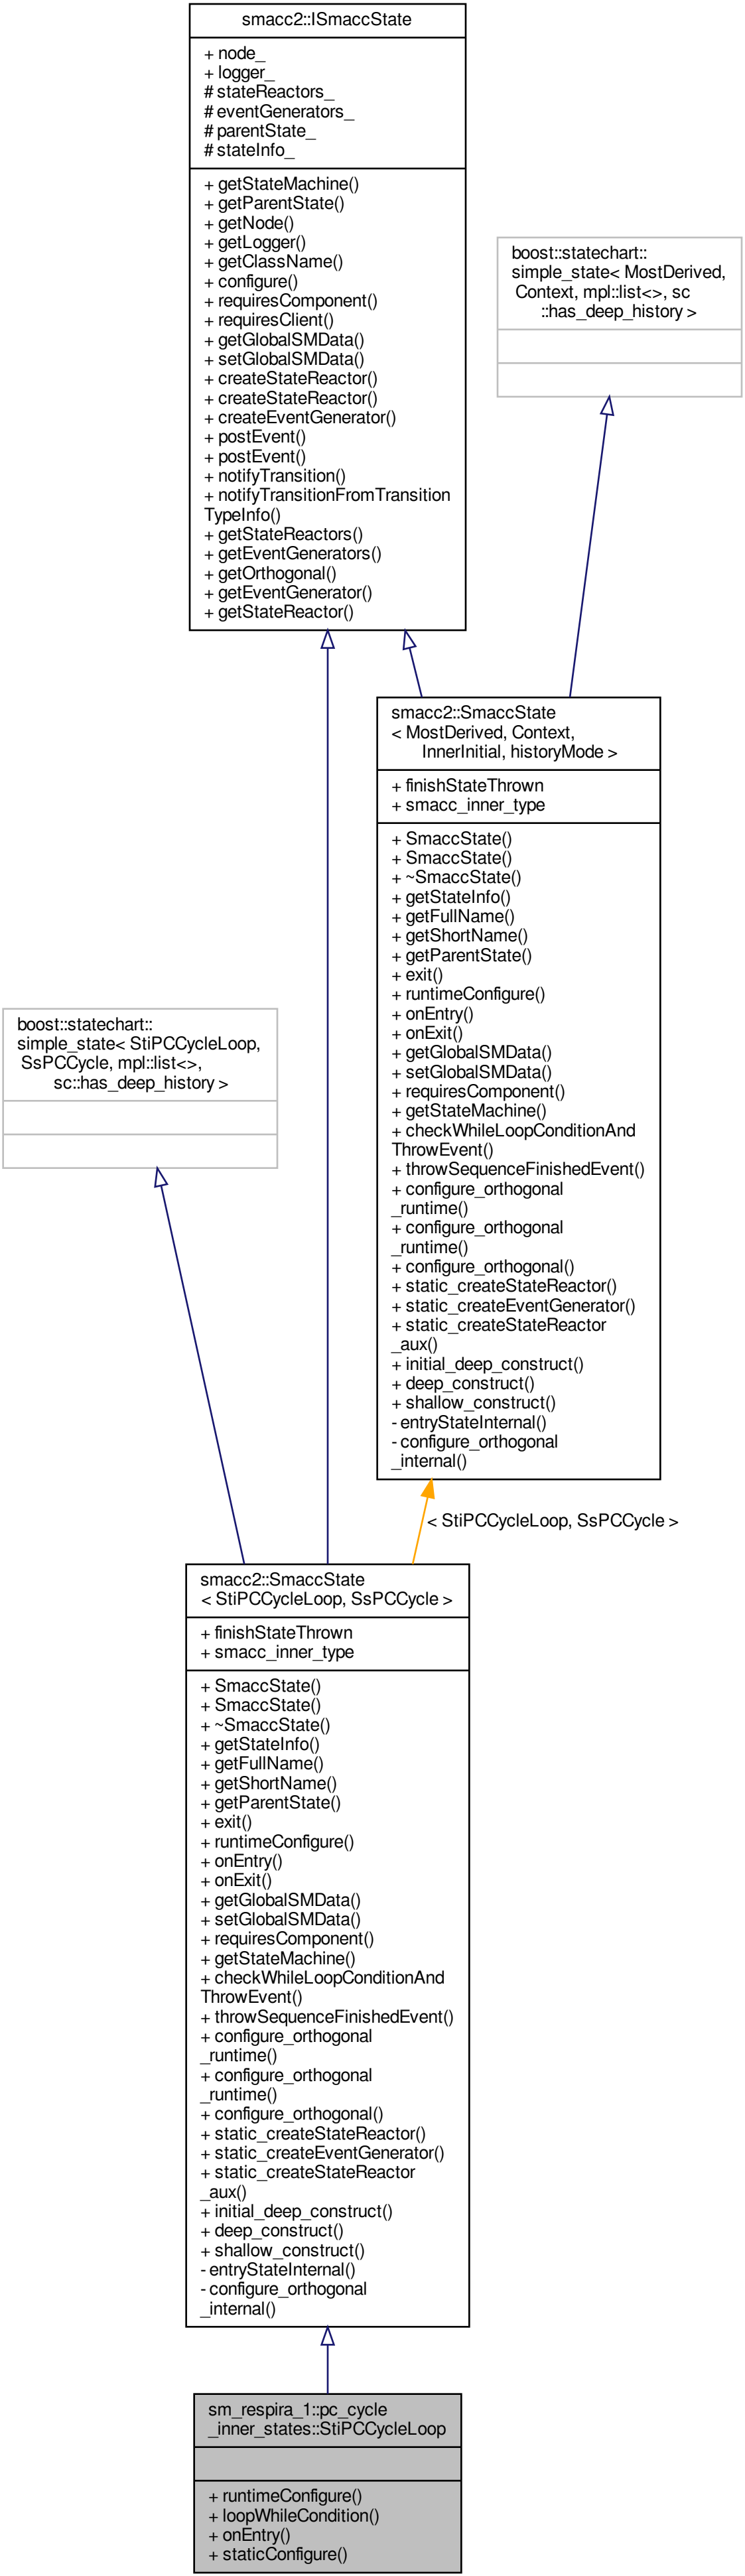 smacc2::ISmaccState
+ node_
+ logger_
# stateReactors_
# eventGenerators_
# parentState_
# stateInfo_
+ getStateMachine()
+ getParentState()
+ getNode()
+ getLogger()
+ getClassName()
+ configure()
+ requiresComponent()
+ requiresClient()
+ getGlobalSMData()
+ setGlobalSMData()
+ createStateReactor()
+ createStateReactor()
+ createEventGenerator()
+ postEvent()
+ postEvent()
+ notifyTransition()
+ notifyTransitionFromTransition
TypeInfo()
+ getStateReactors()
+ getEventGenerators()
+ getOrthogonal()
+ getEventGenerator()
+ getStateReactor()
boost::statechart::
simple_state< MostDerived,
Context, mpl::list<>, sc
::has_deep_history >
smacc2::SmaccState
< MostDerived, Context,
InnerInitial, historyMode >
+ finishStateThrown
+ smacc_inner_type
+ SmaccState()
+ SmaccState()
+ ~SmaccState()
+ getStateInfo()
+ getFullName()
+ getShortName()
+ getParentState()
+ exit()
+ runtimeConfigure()
+ onEntry()
+ onExit()
+ getGlobalSMData()
+ setGlobalSMData()
+ requiresComponent()
+ getStateMachine()
+ checkWhileLoopConditionAnd
ThrowEvent()
+ throwSequenceFinishedEvent()
+ configure_orthogonal
_runtime()
+ configure_orthogonal
_runtime()
+ configure_orthogonal()
+ static_createStateReactor()
+ static_createEventGenerator()
+ static_createStateReactor
_aux()
+ initial_deep_construct()
+ deep_construct()
+ shallow_construct()
- entryStateInternal()
- configure_orthogonal
_internal()
boost::statechart::
simple_state< StiPCCycleLoop,
SsPCCycle, mpl::list<>,
sc::has_deep_history >
< StiPCCycleLoop, SsPCCycle >
smacc2::SmaccState
< StiPCCycleLoop, SsPCCycle >
+ finishStateThrown
+ smacc_inner_type
+ SmaccState()
+ SmaccState()
+ ~SmaccState()
+ getStateInfo()
+ getFullName()
+ getShortName()
+ getParentState()
+ exit()
+ runtimeConfigure()
+ onEntry()
+ onExit()
+ getGlobalSMData()
+ setGlobalSMData()
+ requiresComponent()
+ getStateMachine()
+ checkWhileLoopConditionAnd
ThrowEvent()
+ throwSequenceFinishedEvent()
+ configure_orthogonal
_runtime()
+ configure_orthogonal
_runtime()
+ configure_orthogonal()
+ static_createStateReactor()
+ static_createEventGenerator()
+ static_createStateReactor
_aux()
+ initial_deep_construct()
+ deep_construct()
+ shallow_construct()
- entryStateInternal()
- configure_orthogonal
_internal()
sm_respira_1::pc_cycle
_inner_states::StiPCCycleLoop
+ runtimeConfigure()
+ loopWhileCondition()
+ onEntry()
+ staticConfigure()